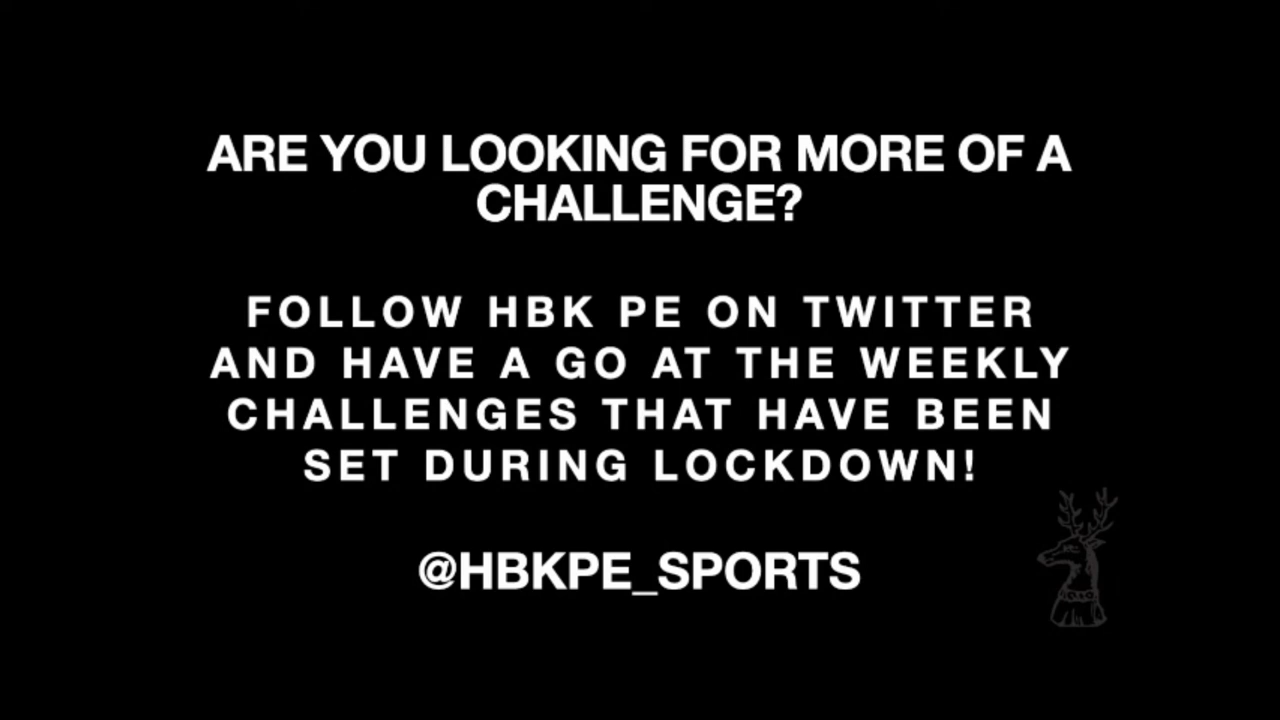 ARE YOU LOOKING FOR MORE OF A
CHALLENGE?
FOLLOW HBK PE ON TWITTER
AND HAVE A GO AT THE WEEKLY
CHALLENGES THAT HAVE BEEN
SET DURING LOCKDOWN!
@HBKPE_SPORTS